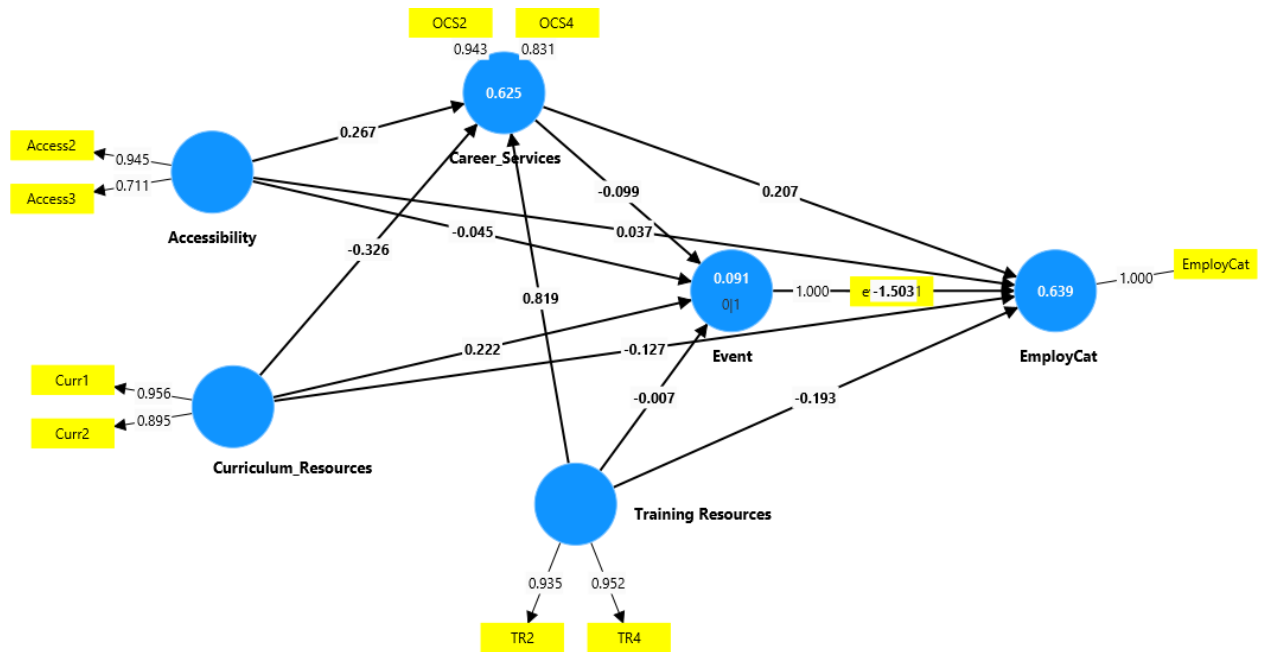 OCS2
OCS4
0.943
0.831
0.625
Career_Services
Access2
0.945
Access3
0.711
Accessibility
0.267
-0.099
0.207
-0.045
0.037
-0.326
0.819
0.091
0|1
Event
1.000
-1.503
0.639
EmployCat
1.000
EmployCat
0.222
-0.127
-0.007
-0.193
Curr1
0.956
Curr2
0.895
Curriculum_Resources
Training Resources
0.935
0.952
TR2
TR4